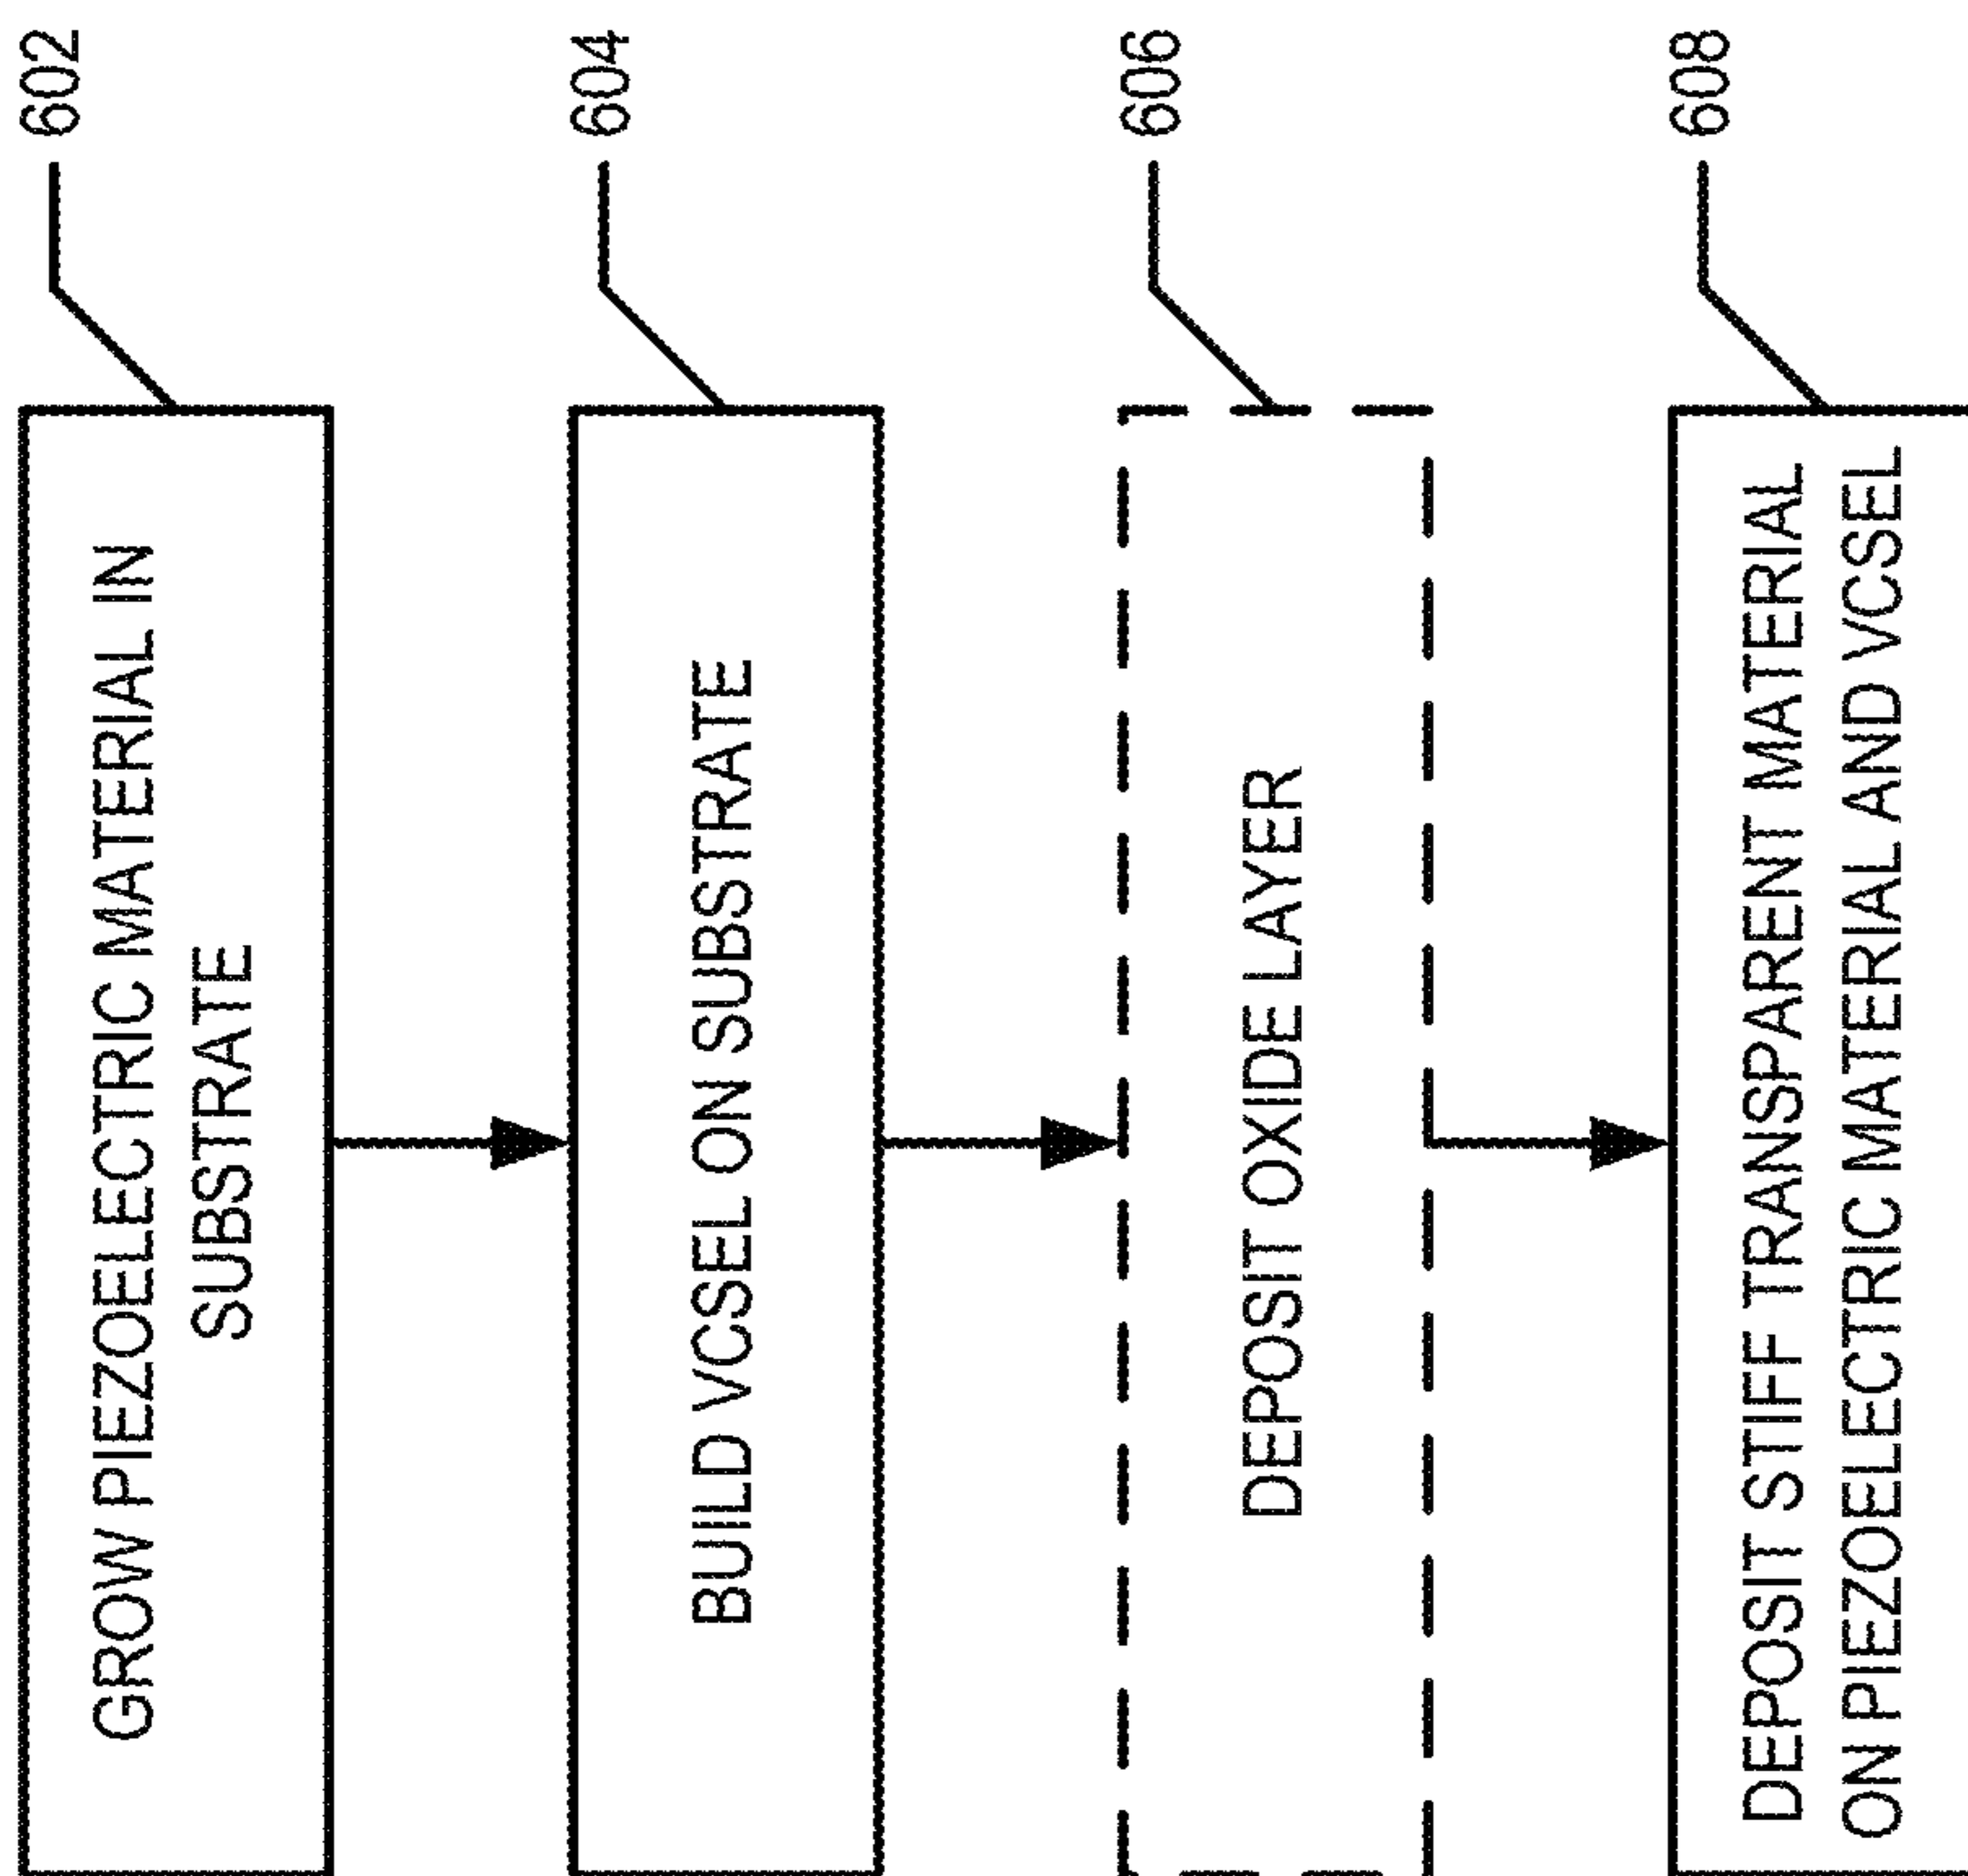 602
GROW PIEZOELECTRIC MATERIAL IN
SUBSTRATE
604
BUILD VCSEL ON SUBSTRATE
606
DEPOSIT OXIDE LAYER
608
DEPOSIT STIFF TRANSPARENT MATERIAL
ON PIEZOELECTRIC MATERIAL AND VCSEL